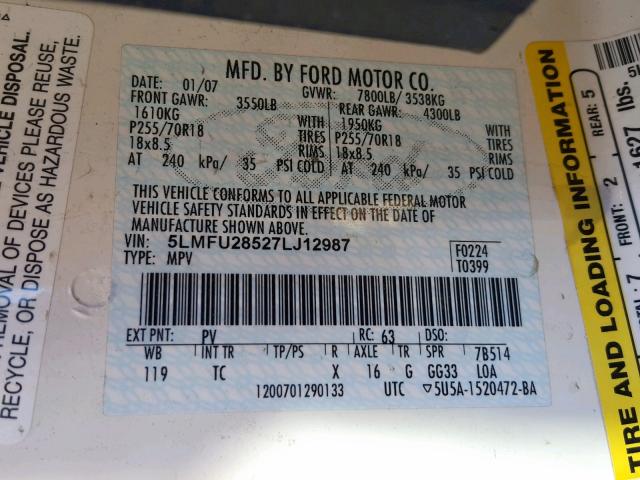 MFD. BY FORD MOTOR CO.
DATE: 01/07 GVWR: 7800LB/ 3538KG
FRONT GAWR: 3550LB REAR GAWR: 4300LB
1610KG WITH 1950KG WITH
P255/70R18 TIRES P255/70R18 TIRES
18x8.5 RIMS 18x8.5 RIMS
AT 240 kPa/ 35 PSI COLD AT 240 kPa/ 35 PSI COLD
THIS VEHICLE CONFORMS TO ALL APPLICABLE FEDERAL MOTOR
VEHICLE SAFETY STANDARDS IN EFFECT ON THE DATE OF
MANUFACTURE SHOWN ABOVE.
VIN: 5LMFU28527LJ12987
TYPE: MPV
F0224
T0399
EXT PNT: PV RC: 63 DSO:
WB INT TR TP/PS R AXLE TR SPR 7B514
119 TC X 16 G GG33 LOA
1200701290133 UTC ▽5U5A-1520472-BA
VEHICLE DISPOSAL.
REMOVAL OF DEVICES PLEASE REUSE,
RECYCLE, OR DISPOSE AS HAZARDOUS WASTE.
TIRE AND LOADING INFORMATION
FRONT: 2 REAR: 5
lbs.